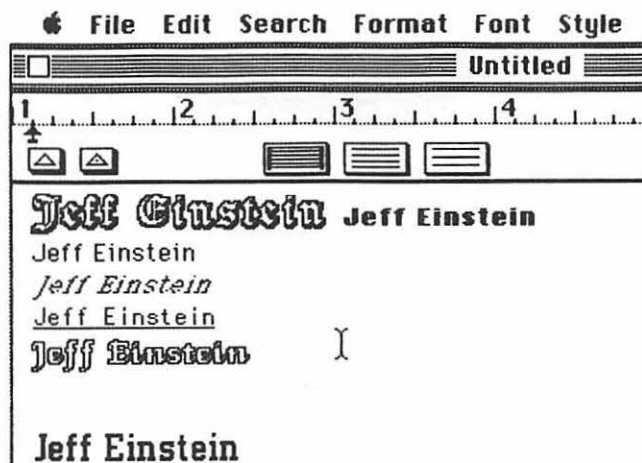 File Edit Search Format Font Style
Untitled
1 2 3 4
Jeff Einstein Jeff Einstein
Jeff Einstein
Jeff Einstein
Jeff Einstein
Jeff Einstein
Jeff Einstein